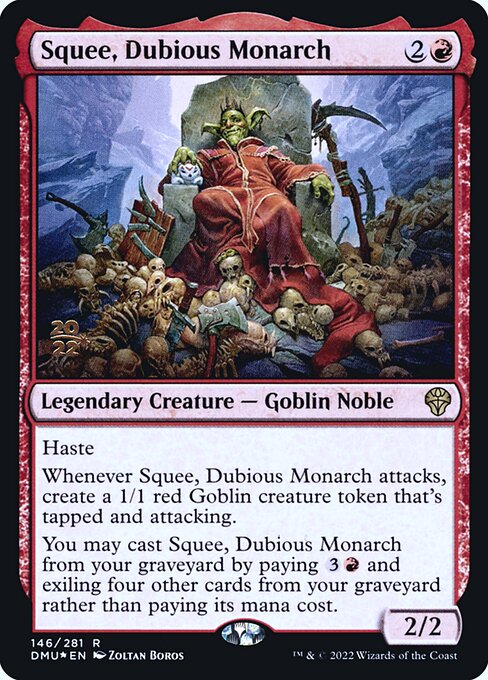 Squee, Dubious Monarch 2
20
22
Legendary Creature — Goblin Noble
Haste
Whenever Squee, Dubious Monarch attacks,
create a 1/1 red Goblin creature token that's
tapped and attacking.
You may cast Squee, Dubious Monarch
from your graveyard by paying 3 and
exiling four other cards from your graveyard
rather than paying its mana cost.
2/2
146/281 R
DMU★EN Zoltan Boros
™ & © 2022 Wizards of the Coast